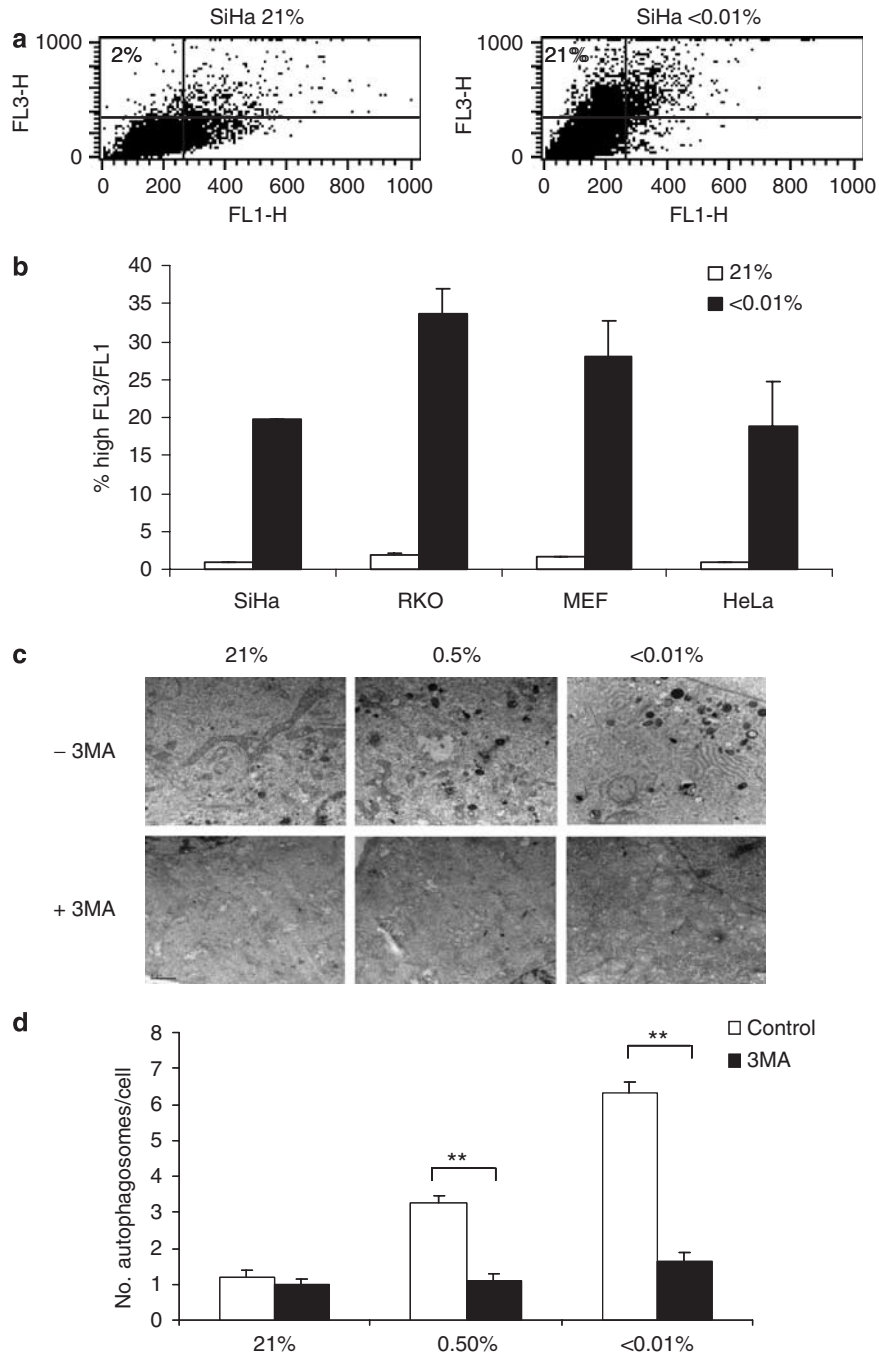 a
SiHa 21%
SiHa <0.01%
FL3-H
1000
0
2%
0 200 400 600 800 1000
FL1-H
FL3-H
1000
0
21%
0 200 400 600 800 1000
FL1-H
b
% high FL3/FL1
40
35
30
25
20
15
10
5
0
21%
<0.01%
SiHa RKO MEF HeLa
c
21% 0.5% <0.01%
– 3MA
+ 3MA
d
No. autophagosomes/cell
8
7
6
5
4
3
2
1
0
Control
3MA
**
**
21% 0.50% <0.01%